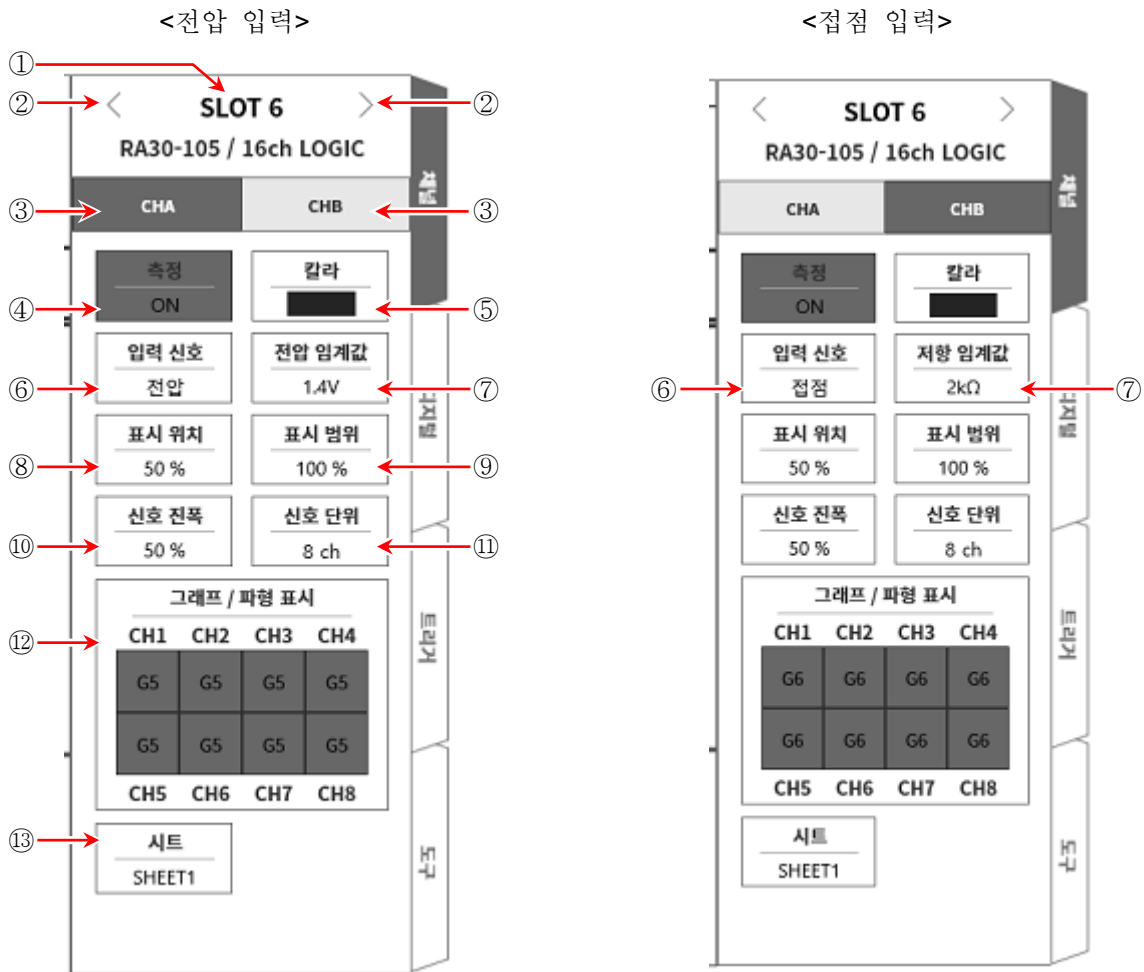 <전압 입력>
①
② < SLOT 6 > ②
RA30-105 / 16ch LOGIC
③ CHA CHB ③
채널
측정 칼라
④ ON ⑤
입력 신호 전압 임계값
⑥ 전압 1.4V ⑦
디지털
표시 위치 표시 범위
⑧ 50 % 100 % ⑨
신호 진폭 신호 단위
⑩ 50 % 8 ch ⑪
그래프 / 파형 표시
⑫ CH1 CH2 CH3 CH4
트리거
G5 G5 G5 G5
G5 G5 G5 G5
CH5 CH6 CH7 CH8
⑬ 시트
SHEET1
도구
<접점 입력>
< SLOT 6 >
RA30-105 / 16ch LOGIC
CHA CHB
채널
측정 칼라
ON
입력 신호 저항 임계값
⑥ 접점 2kΩ ⑦
디지털
표시 위치 표시 범위
50 % 100 %
신호 진폭 신호 단위
50 % 8 ch
그래프 / 파형 표시
CH1 CH2 CH3 CH4
트리거
G6 G6 G6 G6
G6 G6 G6 G6
CH5 CH6 CH7 CH8
시트
SHEET1
도구